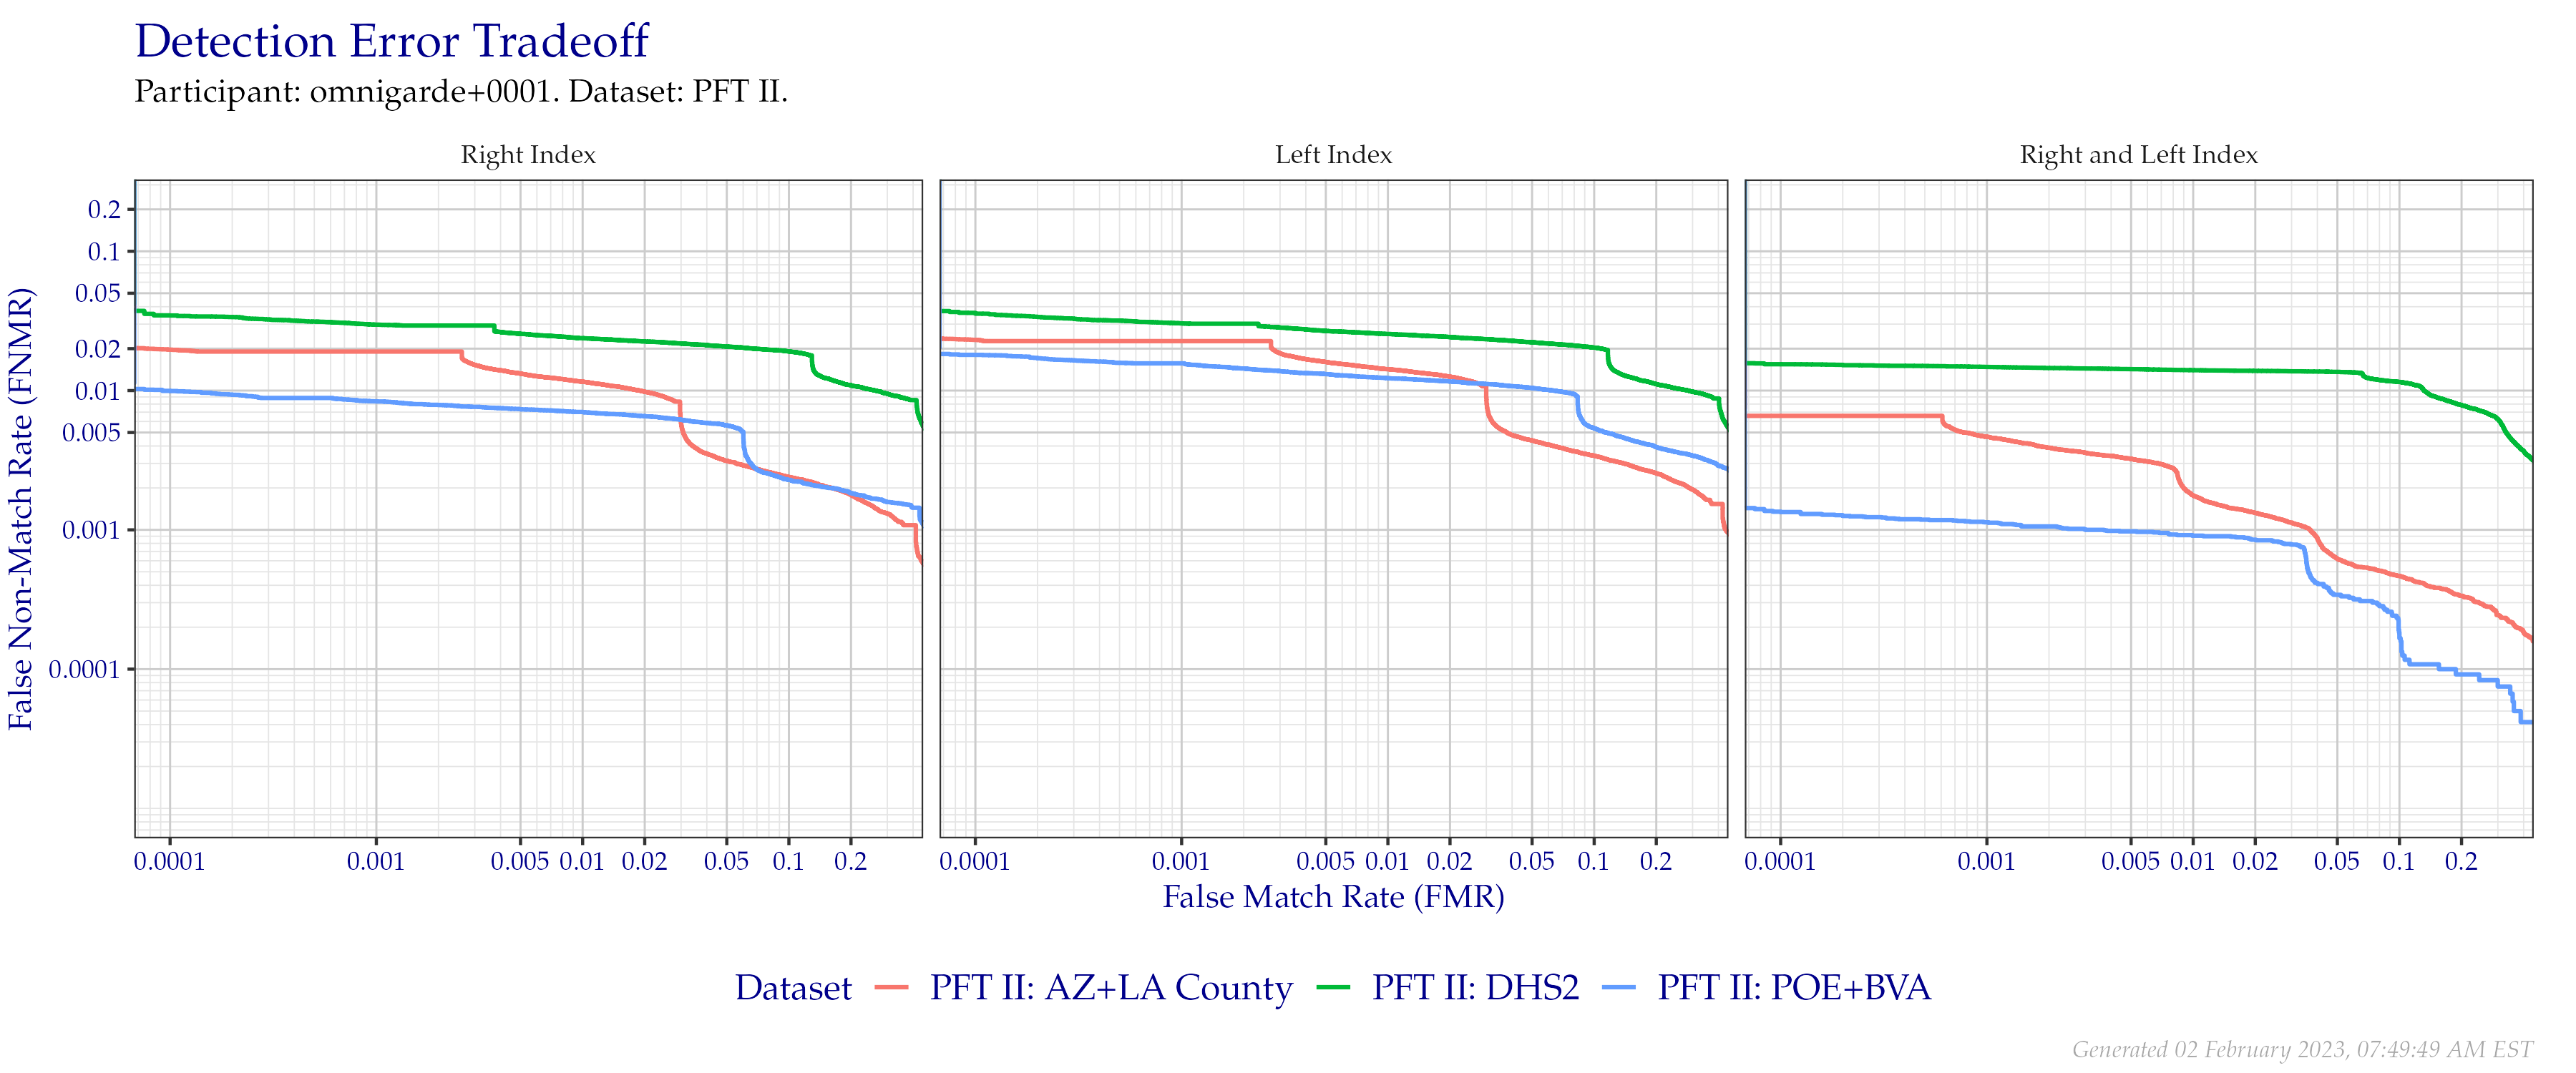 Detection Error Tradeoff
Participant: omnigarde+0001. Dataset: PFT II.
Right Index
Left Index
Right and Left Index
False Non-Match Rate (FNMR)
0.2
0.1
0.05
0.02
0.01
0.005
0.001
0.0001
0.0001 0.001 0.005 0.01 0.02 0.05 0.1 0.2
0.0001 0.001 0.005 0.01 0.02 0.05 0.1 0.2
0.0001 0.001 0.005 0.01 0.02 0.05 0.1 0.2
False Match Rate (FMR)
Dataset PFT II: AZ+LA County PFT II: DHS2 PFT II: POE+BVA
Generated 02 February 2023, 07:49:49 AM EST